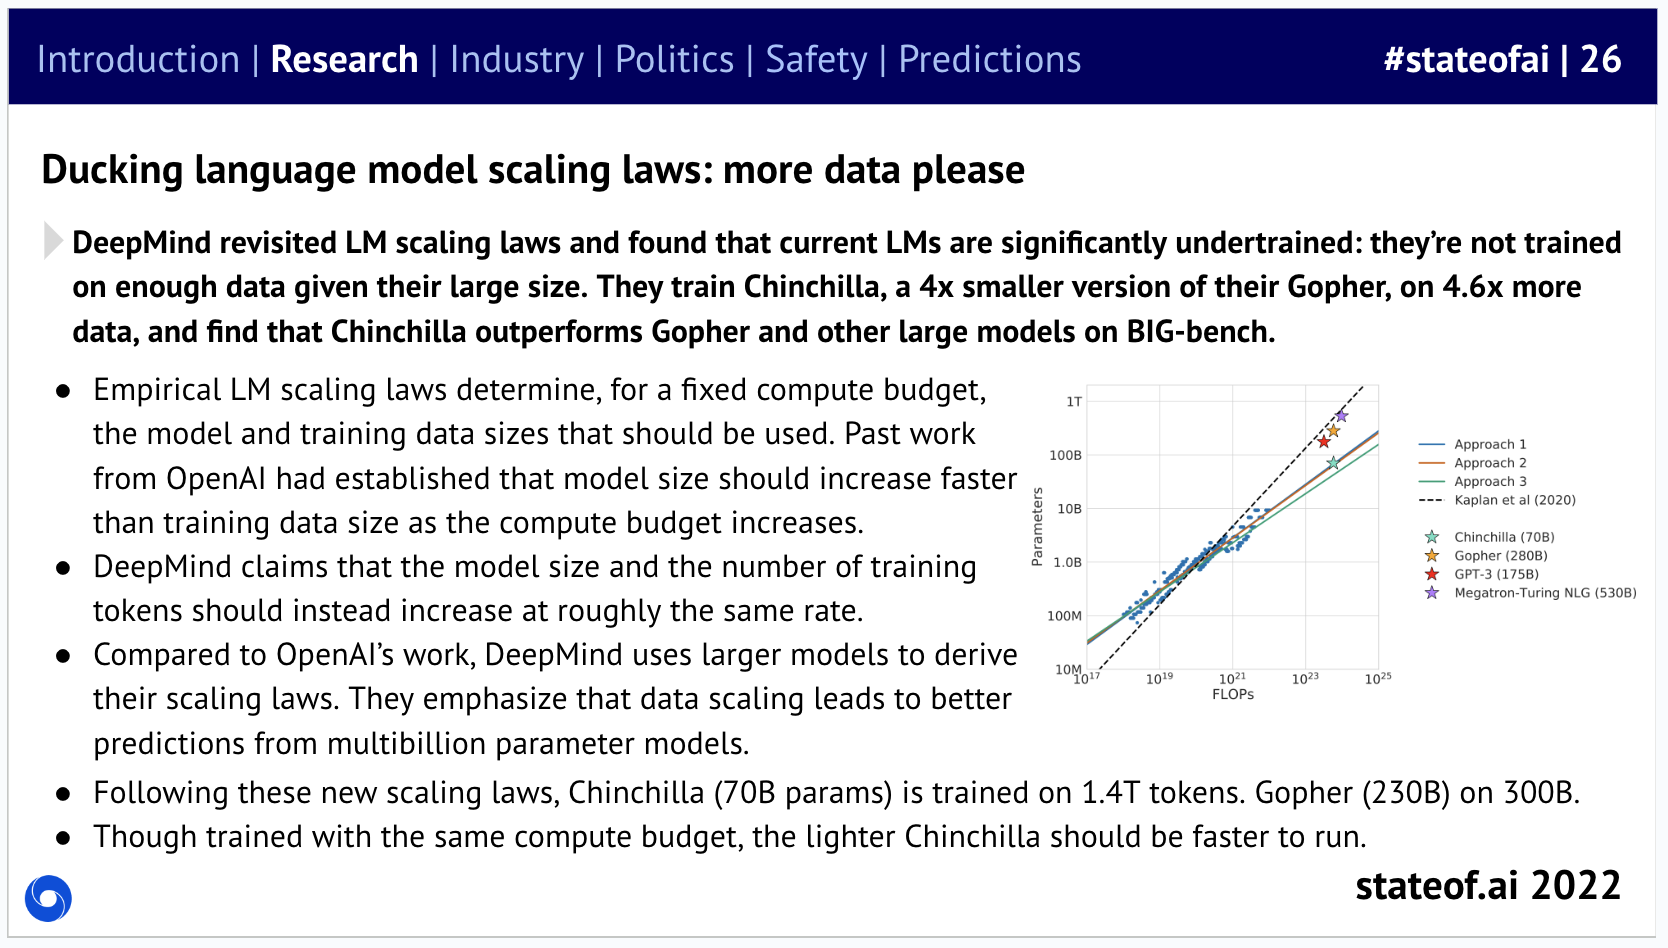 Introduction | Research | Industry | Politics | Safety | Predictions
#stateofai | 26
Ducking language model scaling laws: more data please
DeepMind revisited LM scaling laws and found that current LMs are significantly undertrained: they’re not trained
on enough data given their large size. They train Chinchilla, a 4x smaller version of their Gopher, on 4.6x more
data, and find that Chinchilla outperforms Gopher and other large models on BIG-bench.
● Empirical LM scaling laws determine, for a fixed compute budget,
the model and training data sizes that should be used. Past work
from OpenAI had established that model size should increase faster
than training data size as the compute budget increases.
● DeepMind claims that the model size and the number of training
tokens should instead increase at roughly the same rate.
● Compared to OpenAI’s work, DeepMind uses larger models to derive
their scaling laws. They emphasize that data scaling leads to better
predictions from multibillion parameter models.
● Following these new scaling laws, Chinchilla (70B params) is trained on 1.4T tokens. Gopher (230B) on 300B.
● Though trained with the same compute budget, the lighter Chinchilla should be faster to run.
Parameters
1T
100B
10B
1.0B
100M
10M
10¹⁷ 10¹⁹ 10²¹ 10²³ 10²⁵
FLOPs
Approach 1
Approach 2
Approach 3
Kaplan et al (2020)
Chinchilla (70B)
Gopher (280B)
GPT-3 (175B)
Megatron-Turing NLG (530B)
stateof.ai 2022